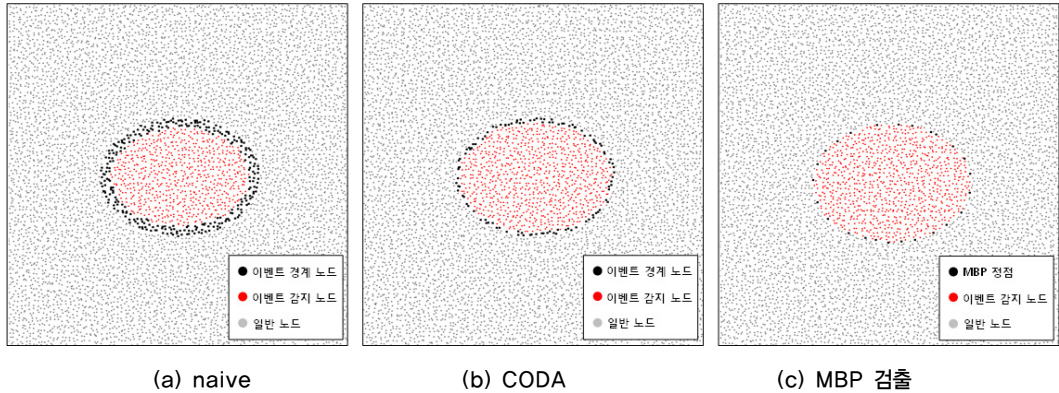 이벤트 경계 노드
이벤트 감지 노드
일반 노드
이벤트 경계 노드
이벤트 감지 노드
일반 노드
MBP 정점
이벤트 감지 노드
일반 노드
(a) naive
(b) CODA
(c) MBP 검출